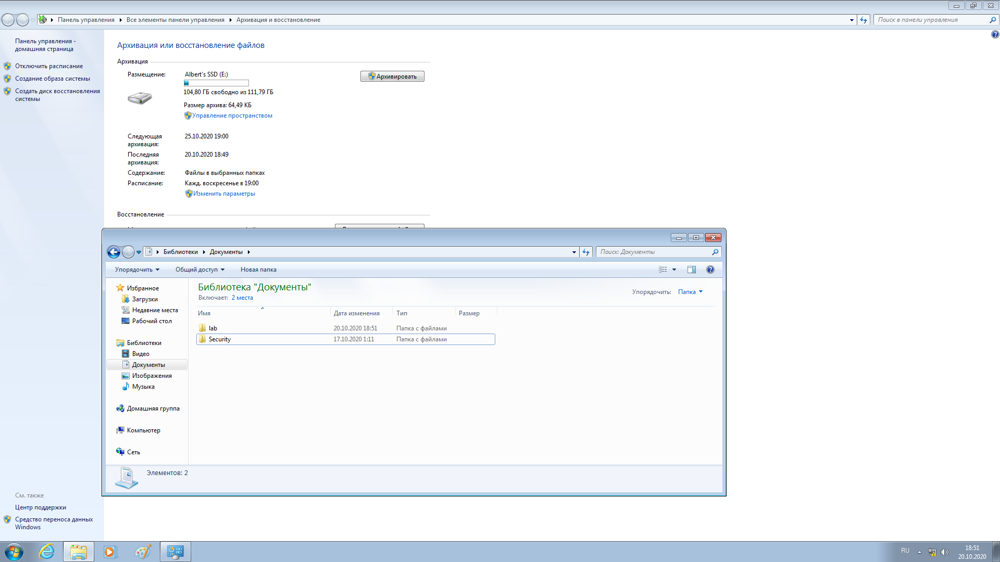 Панель управления
Все элементы панели управления
Архивация и восстановление
Поиск в панели управления
Панель управления -
домашняя страница
Отключить расписание
Создание образа системы
Создать диск восстановления
системы
Архивация или восстановление файлов
Архивация
Размещение:
Albert's SSD (E:)
Архивировать
104,80 ГБ свободно из 111,79 ГБ
Размер архива: 64,49 КБ
Управление пространством
Следующая
архивация:
25.10.2020 19:00
Последняя
архивация:
20.10.2020 18:49
Содержание:
Файлы в выбранных папках
Расписание:
Кажд. воскресенье в 19:00
Изменить параметры
Восстановление
Библиотеки
Документы
Поиск: Документы
Упорядочить
Общий доступ
Новая папка
Избранное
Загрузки
Недавние места
Рабочий стол
Библиотеки
Видео
Документы
Изображения
Музыка
Домашняя группа
Компьютер
Сеть
Библиотека "Документы"
Включает: 2 места
Упорядочить: Папка
Имя
Дата изменения
Тип
Размер
lab
20.10.2020 18:51
Папка с файлами
Security
17.10.2020 1:11
Папка с файлами
Элементов: 2
См. также
Центр поддержки
Средство переноса данных
Windows
RU
18:51
20.10.2020